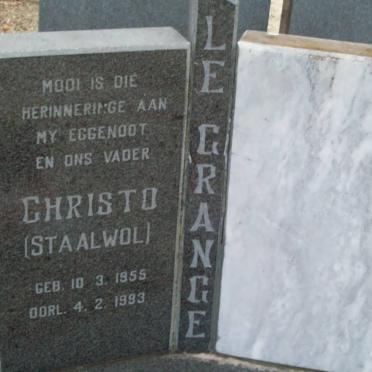 MOOI IS DIE
HERINNERINGE AAN
MY EGGENOOT
EN ONS VADER
CHRISTO
(STAALWOL)
GEB. 10. 3. 1955
OORL. 4. 2. 1993
LE GRANGE